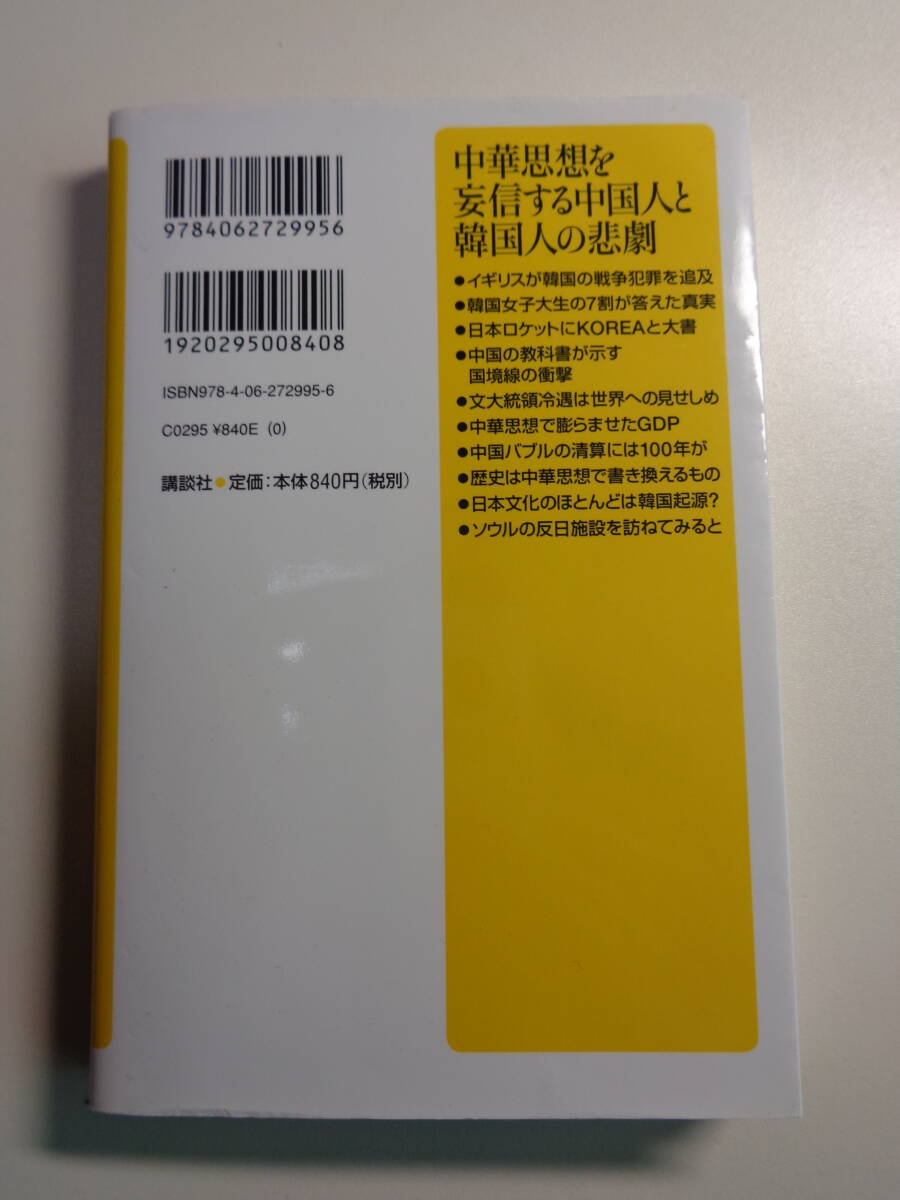 9784062729956
1920295008408
ISBN978-4-06-272995-6
C0295 ¥840E (0)
講談社●定価:本体840円(税別)
中華思想を
妄信する中国人と
韓国人の悲劇
●イギリスが韓国の戦争犯罪を追及
●韓国女子大生の7割が答えた真実
●日本ロケットにKOREAと大書
●中国の教科書が示す
国境線の衝撃
●文大統領冷遇は世界への見せしめ
●中華思想で膨らませたGDP
●中国バブルの清算には100年が
●歴史は中華思想で書き換えるもの
●日本文化のほとんどは韓国起源?
●ソウルの反日施設を訪ねてみると